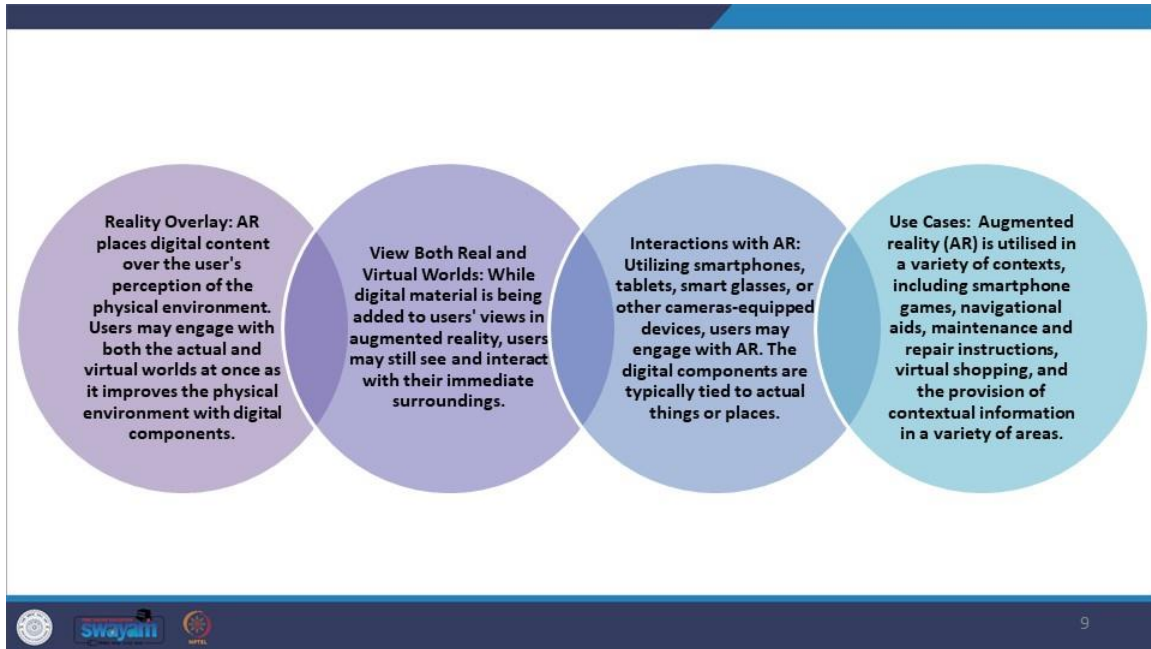 Reality Overlay: AR
places digital content
over the user's
perception of the
physical environment.
Users may engage with
both the actual and
virtual worlds at once as
it improves the physical
environment with digital
components.
View Both Real and
Virtual Worlds: While
digital material is being
added to users' views in
augmented reality, users
may still see and interact
with their immediate
surroundings.
Interactions with AR:
Utilizing smartphones,
tablets, smart glasses, or
other cameras-equipped
devices, users may
engage with AR. The
digital components are
typically tied to actual
things or places.
Use Cases: Augmented
reality (AR) is utilised in
a variety of contexts,
including smartphone
games, navigational
aids, maintenance and
repair instructions,
virtual shopping, and
the provision of
contextual information
in a variety of areas.
swayam
NPTEL
9